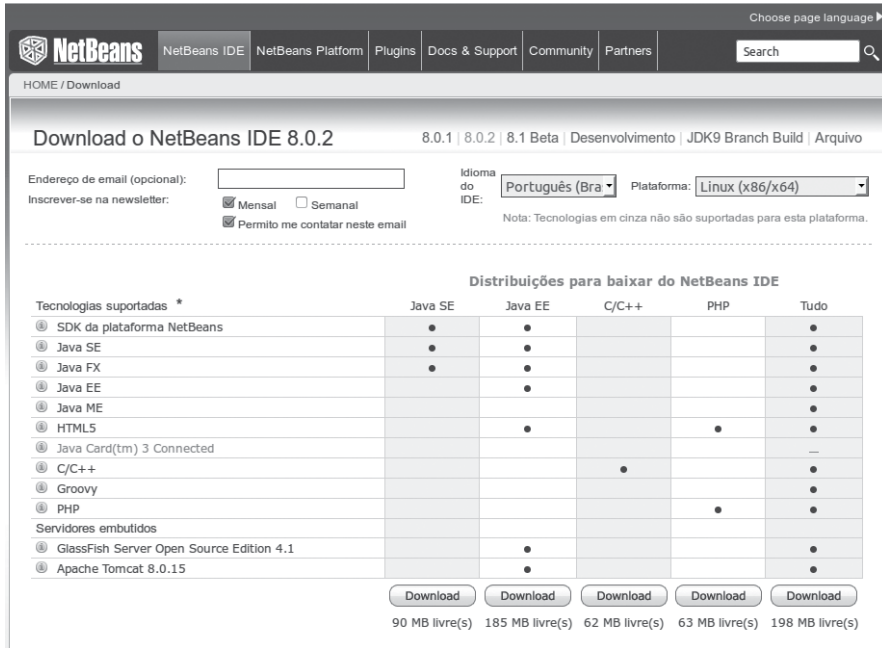 Choose page language
NetBeans
NetBeans IDE NetBeans Platform Plugins Docs & Support Community Partners Search
HOME / Download
Download o NetBeans IDE 8.0.2
8.0.1 | 8.0.2 | 8.1 Beta | Desenvolvimento | JDK9 Branch Build | Arquivo
Endereço de email (opcional):
Inscrever-se na newsletter:
Mensal Semanal
Permito me contatar neste email
Idioma
do
IDE:
Português (Bra
Plataforma: Linux (x86/x64)
Nota: Tecnologias em cinza não são suportadas para esta plataforma.
Distribuições para baixar do NetBeans IDE
Tecnologias suportadas * Java SE Java EE C/C++ PHP Tudo
SDK da plataforma NetBeans • • •
Java SE • • •
Java FX • • •
Java EE • •
Java ME •
HTML5 • • •
Java Card(tm) 3 Connected —
C/C++ • •
Groovy •
PHP • •
Servidores embutidos
GlassFish Server Open Source Edition 4.1 • •
Apache Tomcat 8.0.15 • •
Download Download Download Download Download
90 MB livre(s) 185 MB livre(s) 62 MB livre(s) 63 MB livre(s) 198 MB livre(s)